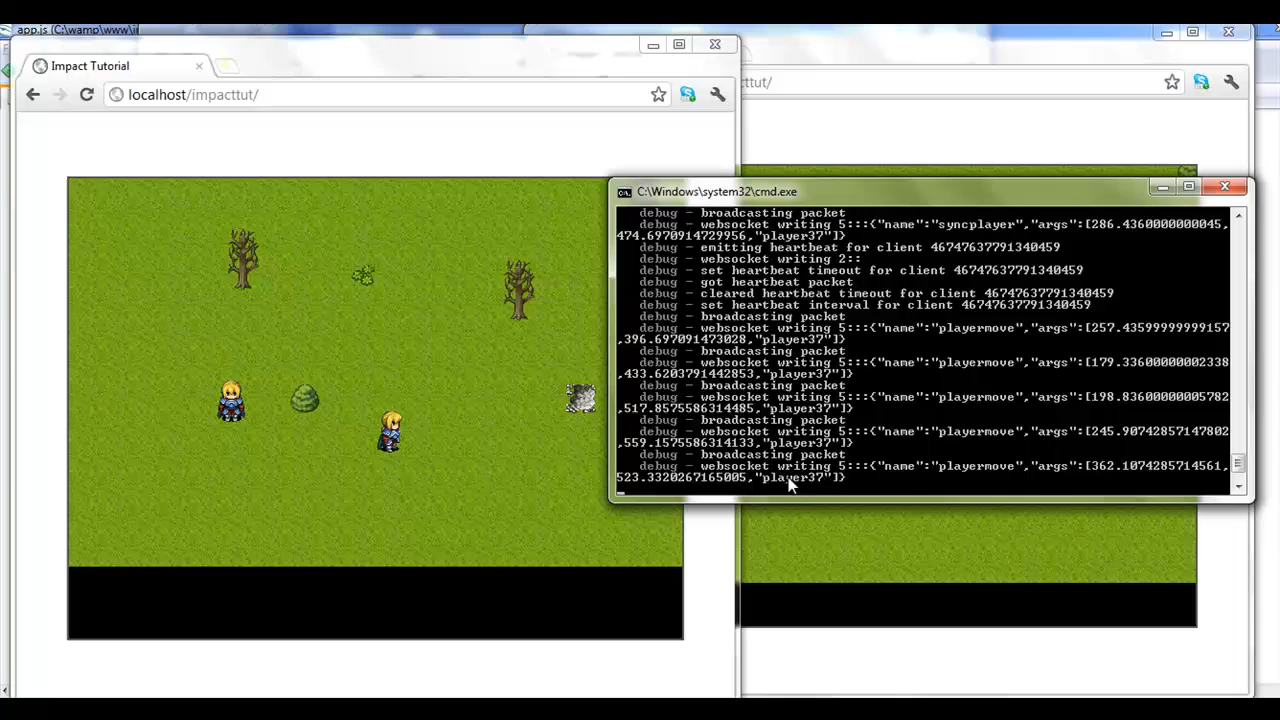 app.js (C:\wamp\www\i
Impact Tutorial
localhost/impacttut/
ttut/
C:\Windows\system32\cmd.exe
debug - broadcasting packet
debug - websocket writing 5:::{"name":"syncplayer","args":[286.4360000000045,
474.6970914729956,"player37"]}
debug - emitting heartbeat for client 46747637791340459
debug - websocket writing 2::
debug - set heartbeat timeout for client 46747637791340459
debug - got heartbeat packet
debug - cleared heartbeat timeout for client 46747637791340459
debug - set heartbeat interval for client 46747637791340459
debug - broadcasting packet
debug - websocket writing 5:::{"name":"playermove","args":[257.43599999999157
,396.697091473028,"player37"]}
debug - broadcasting packet
debug - websocket writing 5:::{"name":"playermove","args":[179.33600000002338
,433.6203791442853,"player37"]}
debug - broadcasting packet
debug - websocket writing 5:::{"name":"playermove","args":[198.83600000005782
,517.8575586314485,"player37"]}
debug - broadcasting packet
debug - websocket writing 5:::{"name":"playermove","args":[245.90742857147802
,559.1575586314133,"player37"]}
debug - broadcasting packet
debug - websocket writing 5:::{"name":"playermove","args":[362.1074285714561,
523.3320267165005,"player37"]}